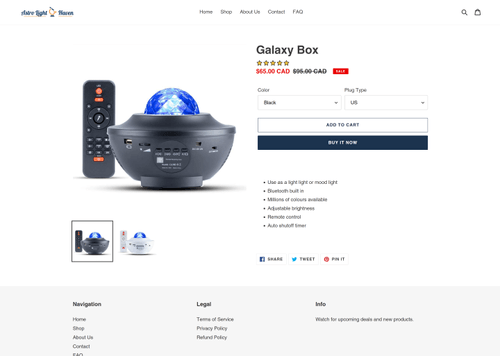 Astro Light Haven
Home Shop About Us Contact FAQ
Galaxy Box
$65.00 CAD $95.00 CAD SALE
Color Plug Type
Black US
ADD TO CART
BUY IT NOW
Use as a light light or mood light
Bluetooth built in
Millions of colours available
Adjustable brightness
Remote control
Auto shutoff timer
SHARE TWEET PIN IT
Navigation Legal Info
Home Terms of Service Watch for upcoming deals and new products.
Shop Privacy Policy
About Us Refund Policy
Contact
FAQ